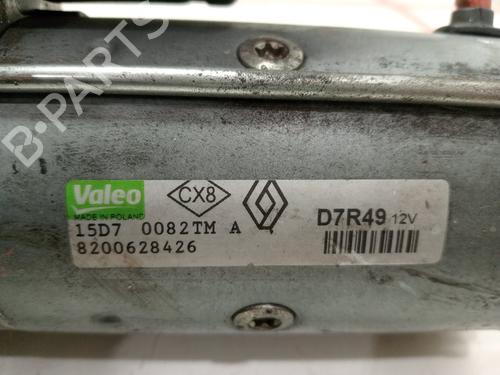 B-PARTS
Valeo
MADE IN POLAND
CX8
D7R49 12V
15D7 0082TM A
8200628426